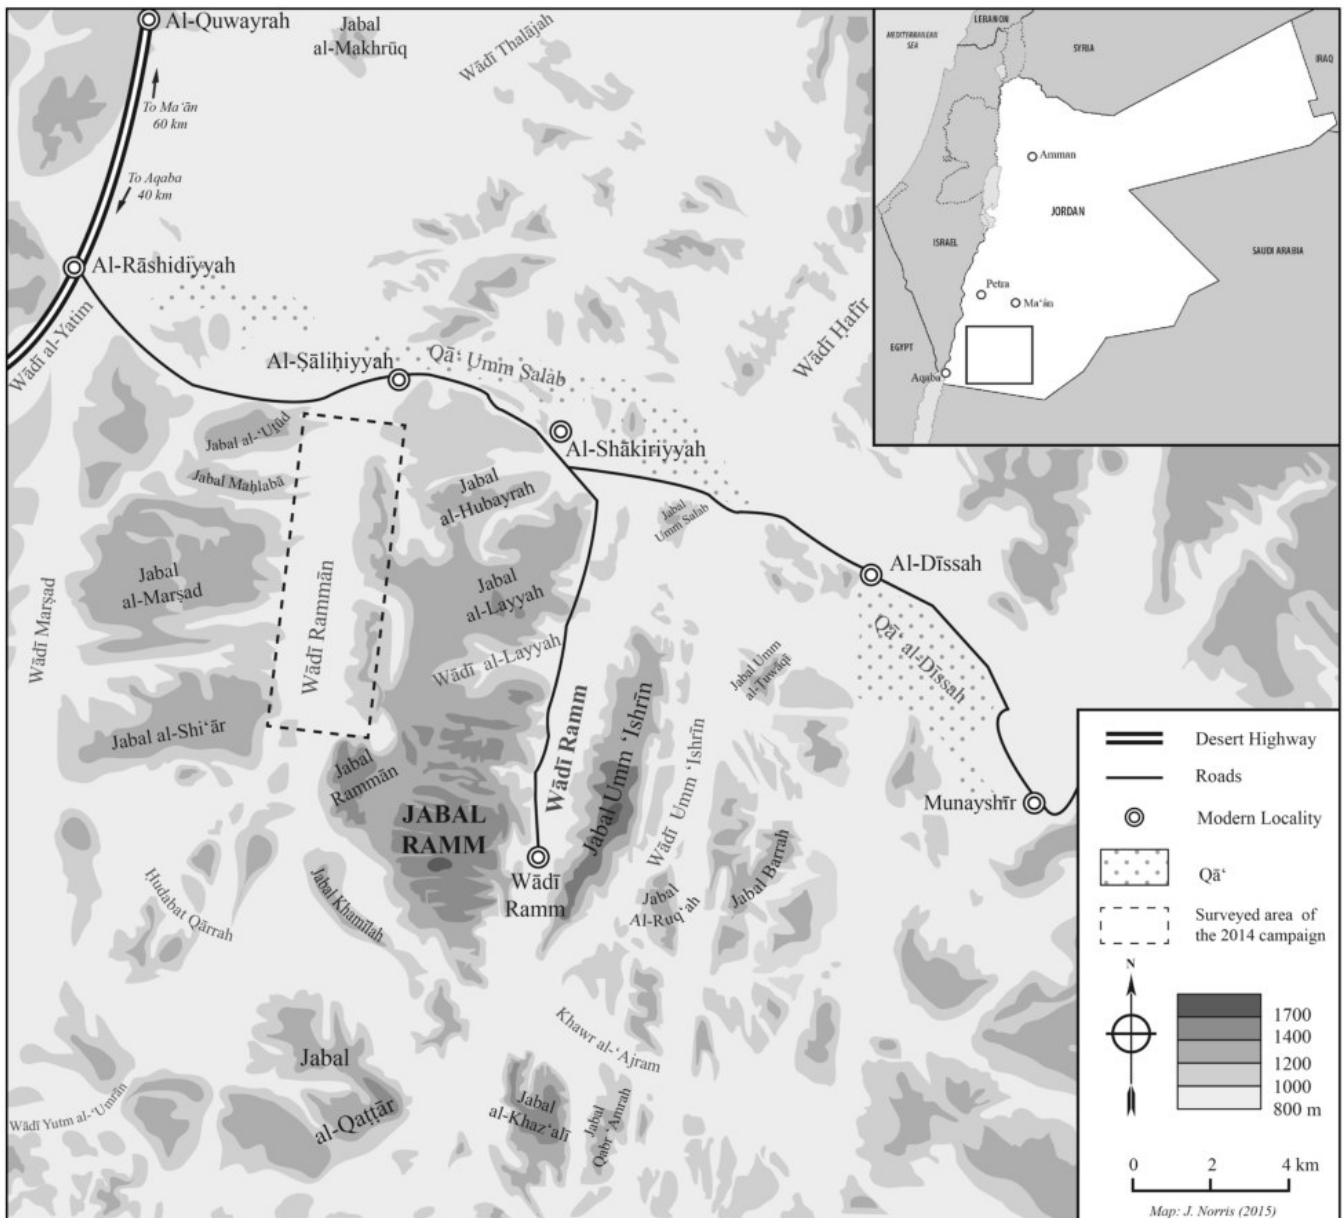 Al-Quwayrah
Jabal
al-Makhrūq
Wādī Thalājah
To Ma‘ān
60 km
To Aqaba
40 km
Al-Rāshidiyyah
Wādī al-Yatim
Al-Ṣāliḥiyyah
Qā‘ Umm Salab
Wādī Ḥafīr
Al-Shākiriyyah
Jabal al-‘Uṭūd
Jabal Maḥlabā
Jabal
al-Hubayrah
Jabal
Umm Salab
Jabal
al-Marṣad
Wādī Marṣad
Wādī Rammān
Jabal
al-Layyah
Wādī al-Layyah
Al-Dīssah
Qā‘ al-Dīssah
Jabal Umm
al-Tuwāqī
Jabal al-Shi‘ār
Jabal
Rammān
Wādī Ramm
Jabal Umm ‘Ishrīn
Wādī Umm ‘Ishrīn
Munayshīr
JABAL
RAMM
Wādī
Ramm
Jabal Barrah
Jabal
Al-Ruq‘ah
Jabal Khamīlah
Hudabat Qārrah
Khawr al-‘Ajram
Jabal
al-Qaṭṭār
Jabal
al-Khaz‘alī
Jabal
Qabr ‘Amrah
Wādī Yutm al-‘Umrān
LEBANON
MEDITERRANEAN
SEA
SYRIA
IRAQ
Amman
JORDAN
ISRAEL
SAUDI ARABIA
Petra
Ma‘ān
EGYPT
Aqaba
Desert Highway
Roads
Modern Locality
Qā‘
Surveyed area of
the 2014 campaign
N
1700
1400
1200
1000
800 m
0 2 4 km
Map: J. Norris (2015)